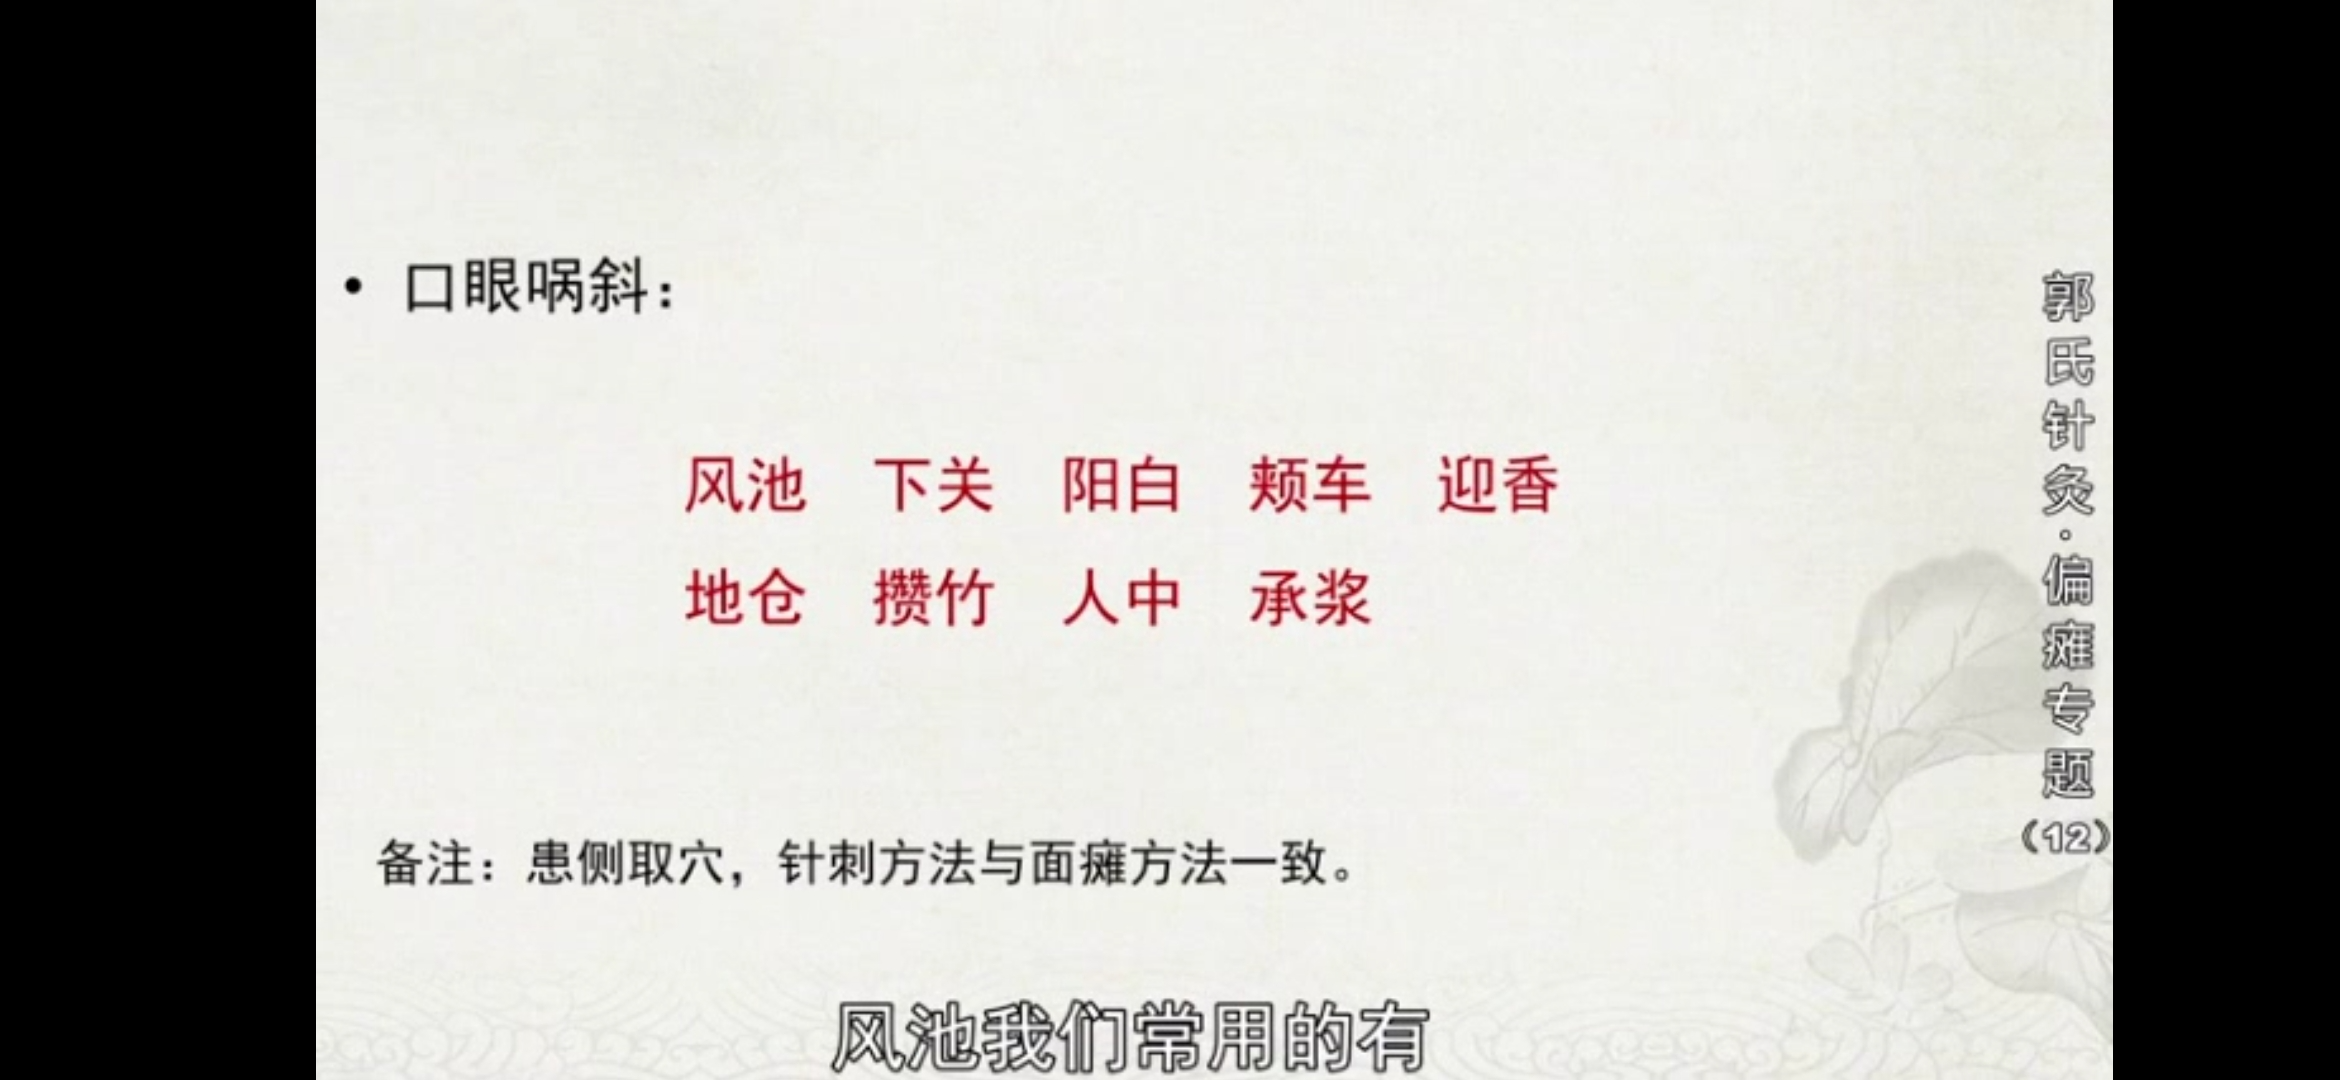 • 口眼㖞斜：
风池 下关 阳白 颊车 迎香
地仓 攒竹 人中 承浆
备注：患侧取穴，针刺方法与面瘫方法一致。
风池我们常用的有
郭氏针灸·偏瘫专题（12）